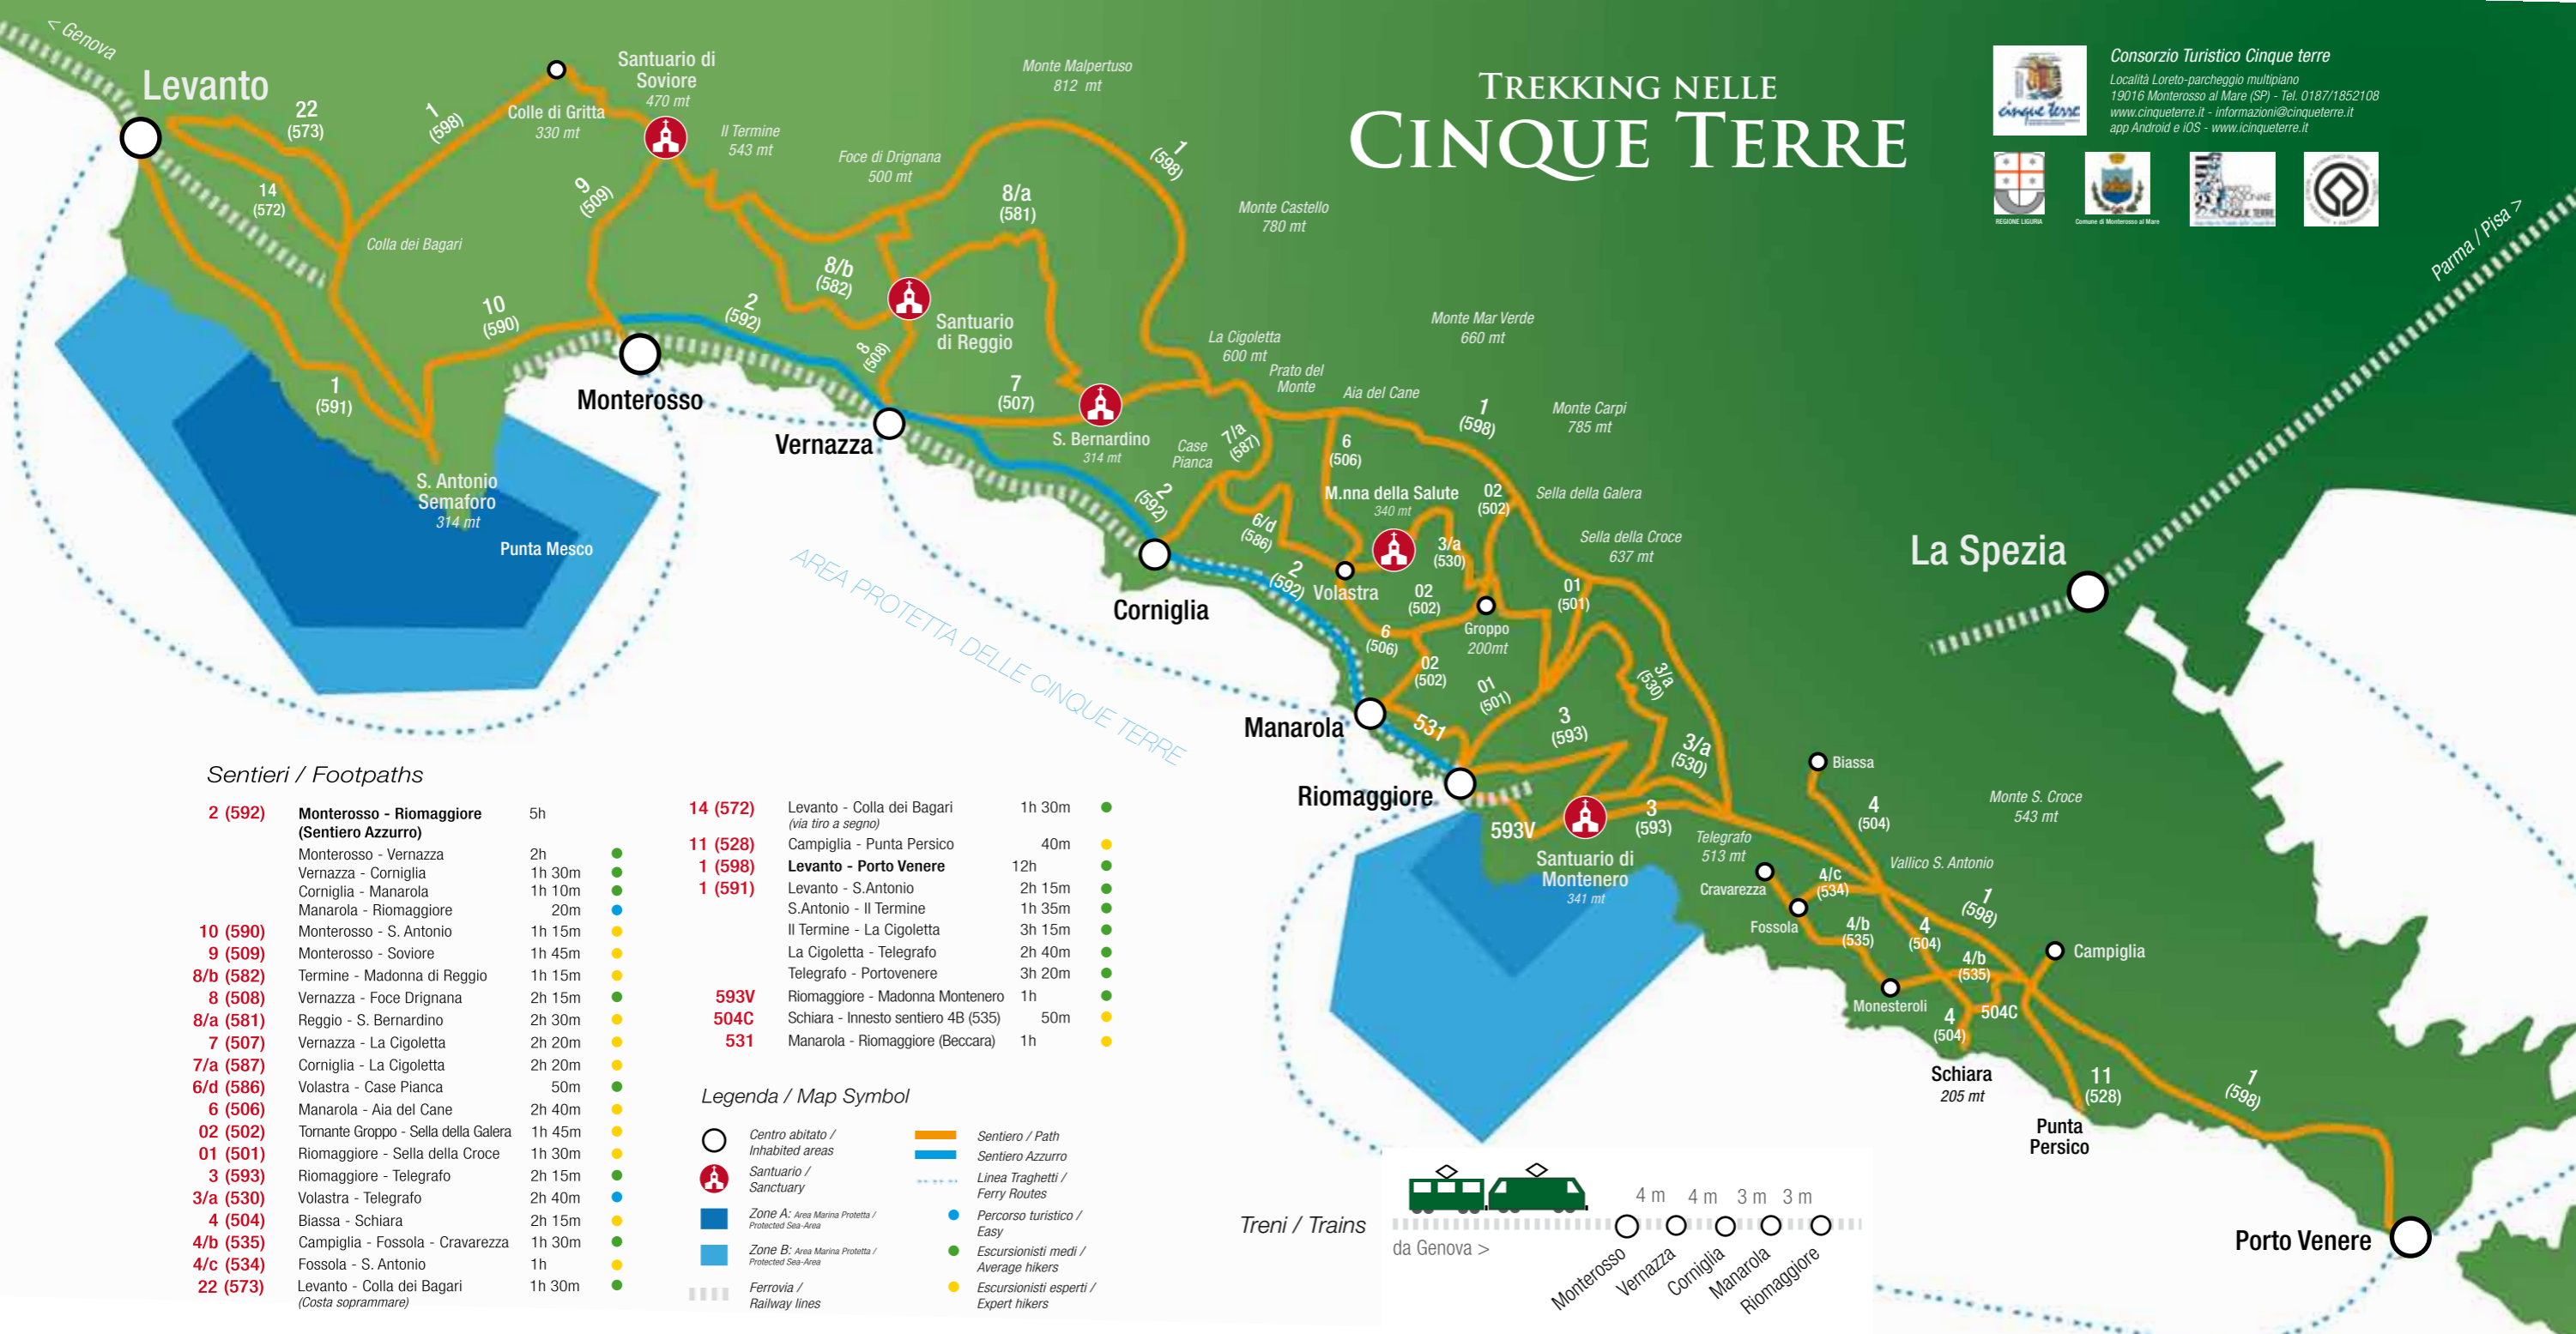 < Genova
Levanto
22
(573)
1
(598)
14
(572)
Colla dei Bagari
Colle di Gritta
330 mt
Santuario di
Soviore
470 mt
Il Termine
543 mt
9
(509)
Foce di Drignana
500 mt
Monte Malpertuso
812 mt
8/a
(581)
1
(598)
Monte Castello
780 mt
TREKKING NELLE
CINQUE TERRE
cinque terre
Consorzio Turistico Cinque terre
Località Loreto-parcheggio multipiano
19016 Monterosso al Mare (SP) - Tel. 0187/1852108
www.cinqueterre.it - informazioni@cinqueterre.it
app Android e iOS - www.icinqueterre.it
REGIONE LIGURIA
Comune di Monterosso al Mare
Parma / Pisa >
10
(590)
2
(592)
8/b
(582)
8
(508)
Santuario
di Reggio
1
(591)
Monterosso
Vernazza
7
(507)
S. Bernardino
314 mt
La Cigoletta
600 mt
Prato del
Monte
Monte Mar Verde
660 mt
Aia del Cane
1
(598)
Monte Carpi
785 mt
Case
Pianca
7/a
(587)
6
(506)
S. Antonio
Semaforo
314 mt
Punta Mesco
2
(592)
6/d
(586)
M.nna della Salute
340 mt
02
(502)
Sella della Galera
3/a
(530)
Sella della Croce
637 mt
La Spezia
AREA PROTETTA DELLE CINQUE TERRE
Corniglia
2
(592)
Volastra
02
(502)
01
(501)
Groppo
200mt
6
(506)
02
(502)
01
(501)
3/a
(530)
Manarola
531
3
(593)
3/a
(530)
Riomaggiore
593V
Santuario di
Montenero
341 mt
3
(593)
Telegrafo
513 mt
Biassa
4
(504)
Monte S. Croce
543 mt
Cravarezza
4/c
(534)
Vallico S. Antonio
1
(598)
Fossola
4/b
(535)
4
(504)
4/b
(535)
Campiglia
Monesteroli
4
(504)
504C
Schiara
205 mt
11
(528)
Punta
Persico
1
(598)
Porto Venere
Sentieri / Footpaths
2 (592) Monterosso - Riomaggiore 5h
(Sentiero Azzurro)
Monterosso - Vernazza 2h
Vernazza - Corniglia 1h 30m
Corniglia - Manarola 1h 10m
Manarola - Riomaggiore 20m
10 (590) Monterosso - S. Antonio 1h 15m
9 (509) Monterosso - Soviore 1h 45m
8/b (582) Termine - Madonna di Reggio 1h 15m
8 (508) Vernazza - Foce Drignana 2h 15m
8/a (581) Reggio - S. Bernardino 2h 30m
7 (507) Vernazza - La Cigoletta 2h 20m
7/a (587) Corniglia - La Cigoletta 2h 20m
6/d (586) Volastra - Case Pianca 50m
6 (506) Manarola - Aia del Cane 2h 40m
02 (502) Tornante Groppo - Sella della Galera 1h 45m
01 (501) Riomaggiore - Sella della Croce 1h 30m
3 (593) Riomaggiore - Telegrafo 2h 15m
3/a (530) Volastra - Telegrafo 2h 40m
4 (504) Biassa - Schiara 2h 15m
4/b (535) Campiglia - Fossola - Cravarezza 1h 30m
4/c (534) Fossola - S. Antonio 1h
22 (573) Levanto - Colla dei Bagari 1h 30m
(Costa soprammare)
14 (572) Levanto - Colla dei Bagari 1h 30m
(via tiro a segno)
11 (528) Campiglia - Punta Persico 40m
1 (598) Levanto - Porto Venere 12h
1 (591) Levanto - S.Antonio 2h 15m
S.Antonio - Il Termine 1h 35m
Il Termine - La Cigoletta 3h 15m
La Cigoletta - Telegrafo 2h 40m
Telegrafo - Portovenere 3h 20m
593V Riomaggiore - Madonna Montenero 1h
504C Schiara - Innesto sentiero 4B (535) 50m
531 Manarola - Riomaggiore (Beccara) 1h
Legenda / Map Symbol
Centro abitato /
Inhabited areas
Santuario /
Sanctuary
Zone A: Area Marina Protetta /
Protected Sea-Area
Zone B: Area Marina Protetta /
Protected Sea-Area
Ferrovia /
Railway lines
Sentiero / Path
Sentiero Azzurro
Linea Traghetti /
Ferry Routes
Percorso turistico /
Easy
Escursionisti medi /
Average hikers
Escursionisti esperti /
Expert hikers
Treni / Trains
da Genova >
4 m 4 m 3 m 3 m
Monterosso
Vernazza
Corniglia
Manarola
Riomaggiore